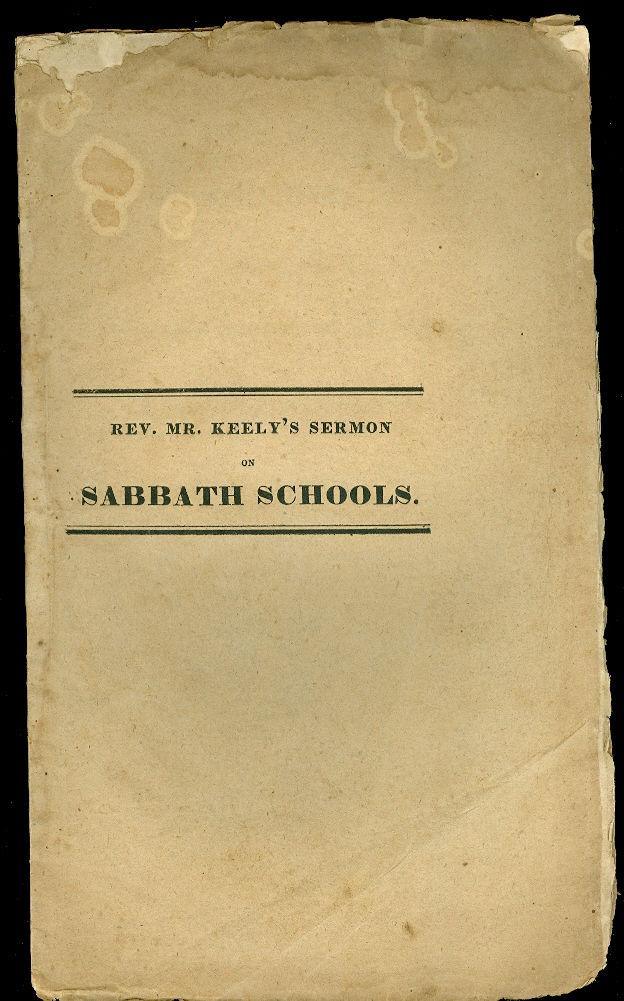 REV. MR. KEELY'S SERMON
ON
SABBATH SCHOOLS.